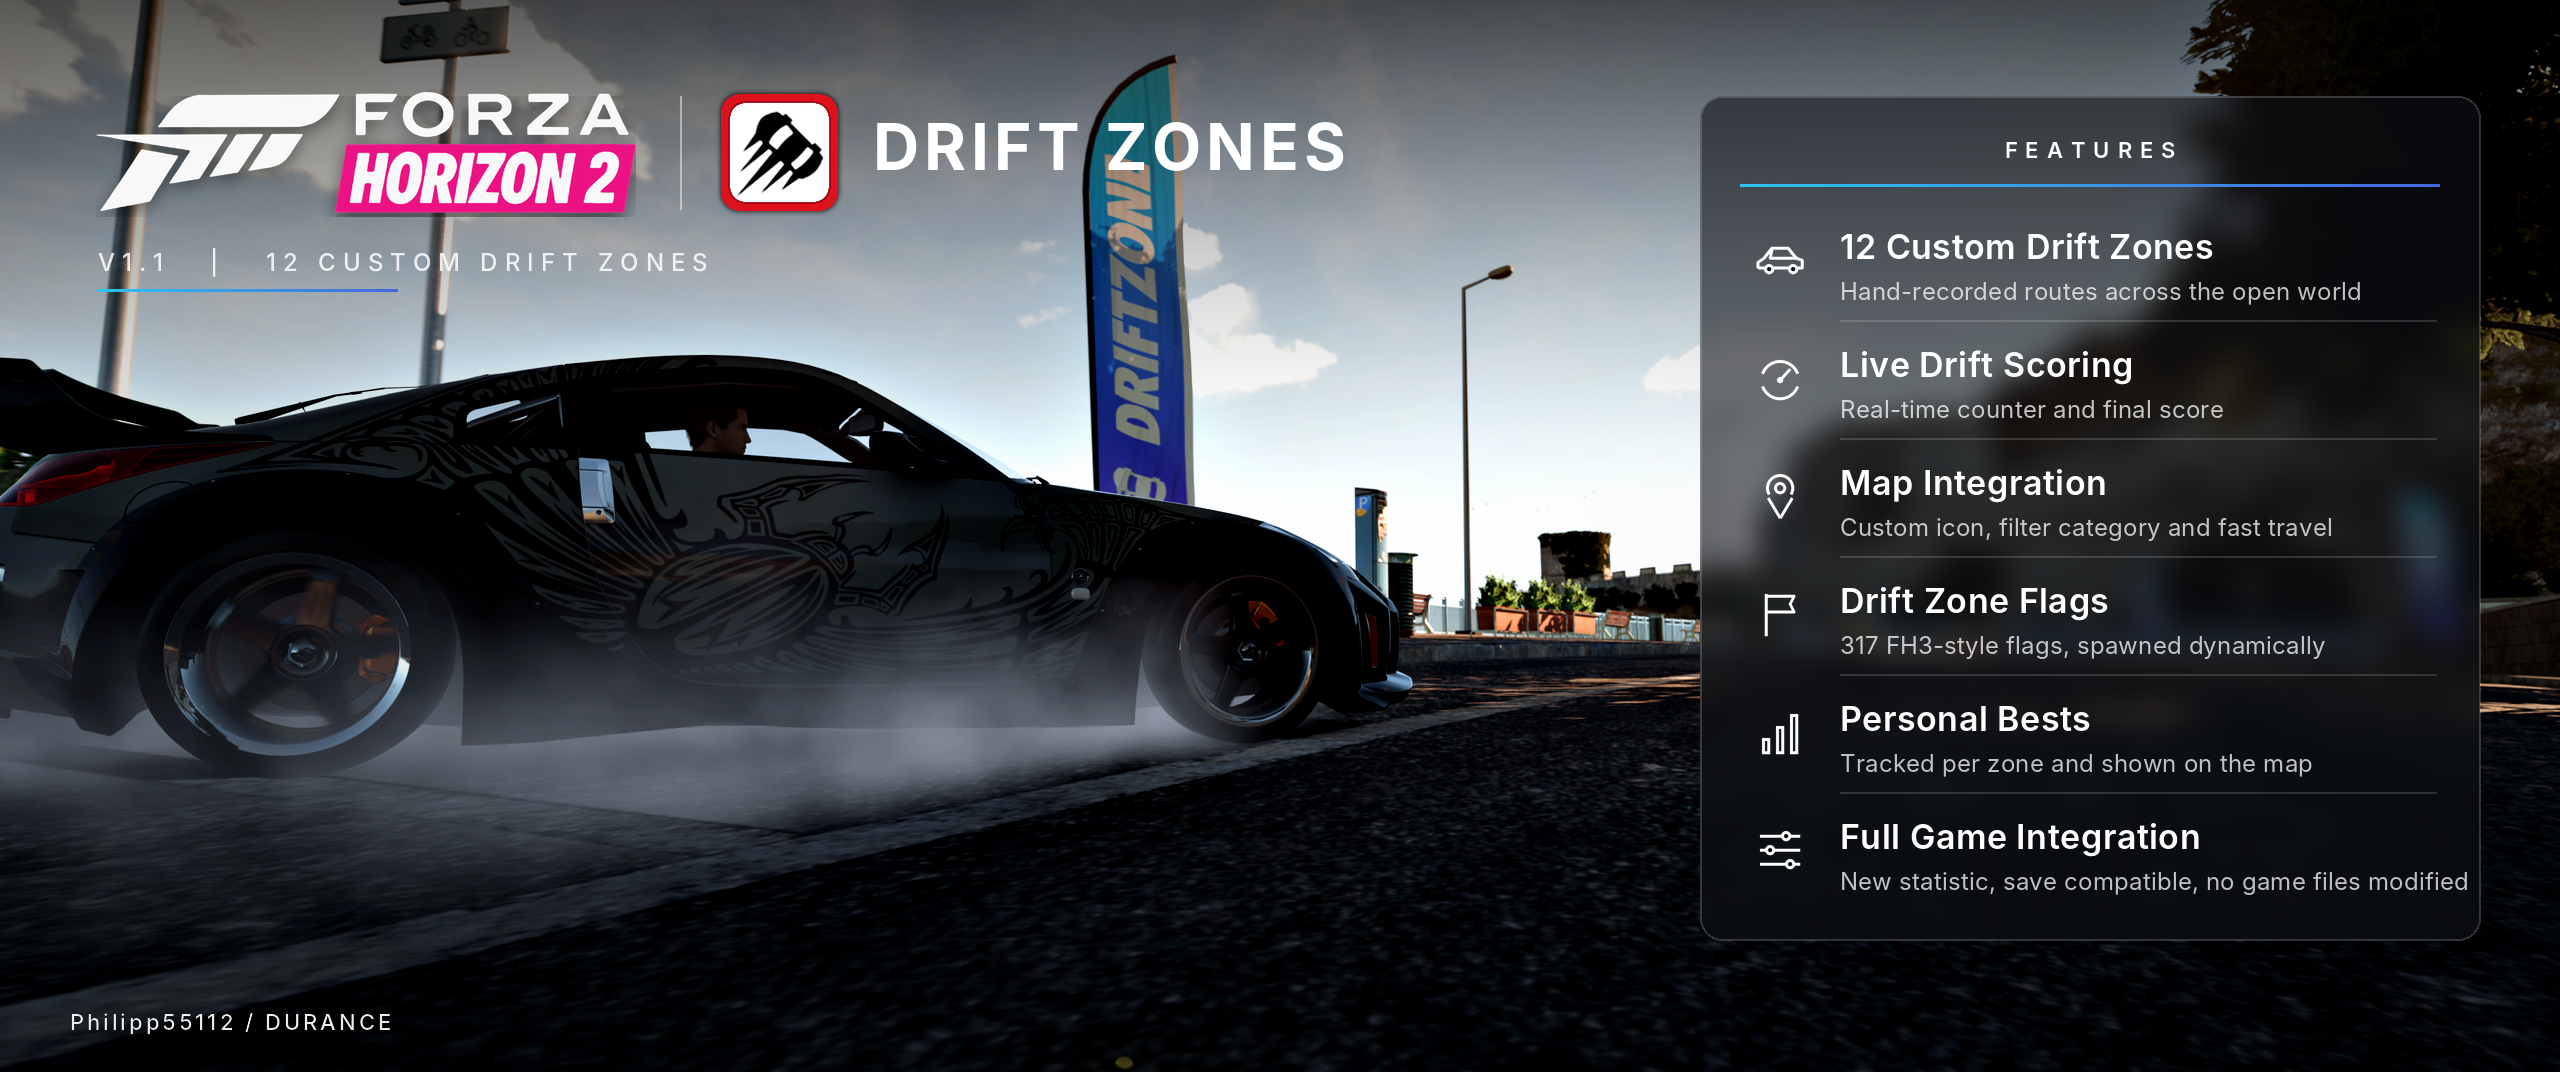 FORZA
HORIZON 2
DRIFT ZONES
V1.1 | 12 CUSTOM DRIFT ZONES
DRIFTZONE
P
FEATURES
12 Custom Drift Zones
Hand-recorded routes across the open world
Live Drift Scoring
Real-time counter and final score
Map Integration
Custom icon, filter category and fast travel
Drift Zone Flags
317 FH3-style flags, spawned dynamically
Personal Bests
Tracked per zone and shown on the map
Full Game Integration
New statistic, save compatible, no game files modified
Philipp55112 / DURANCE